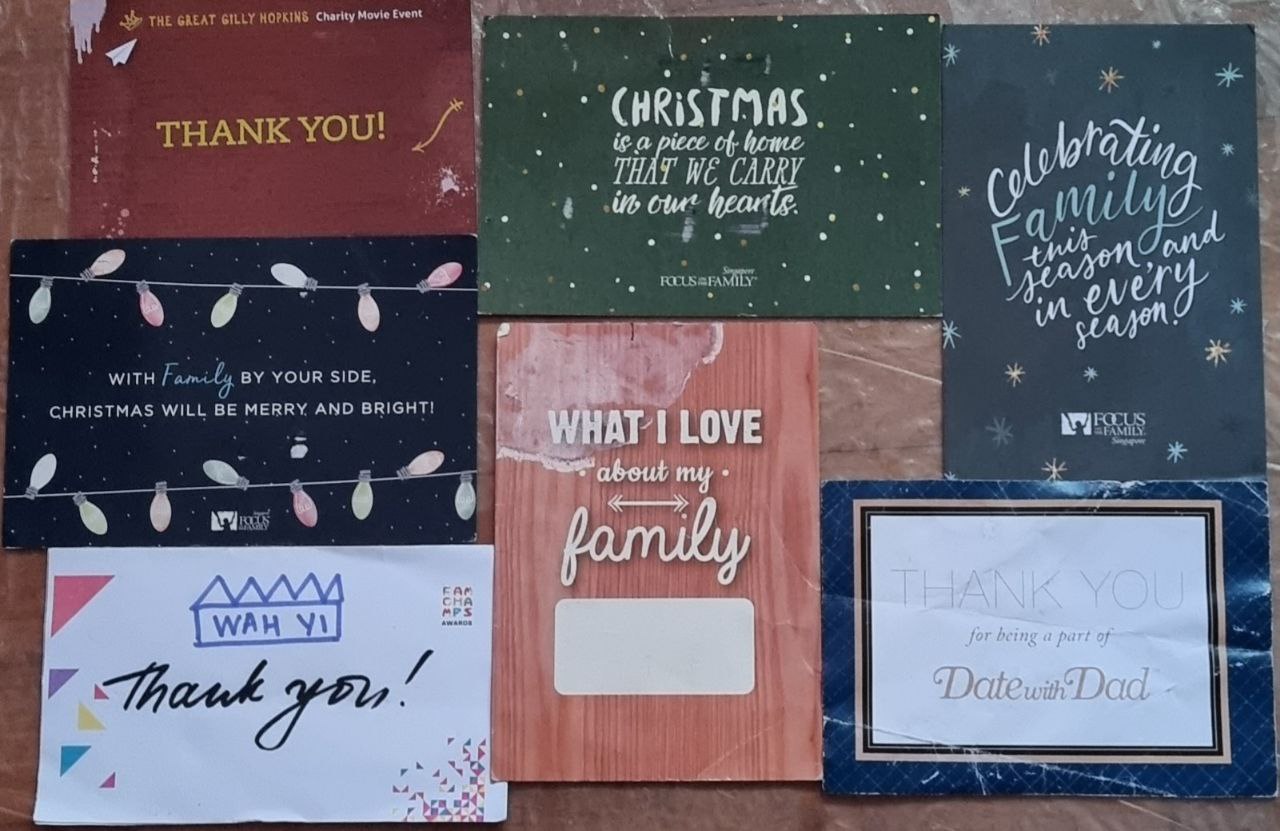 THE GREAT GILLY HOPKINS Charity Movie Event
THANK YOU!
CHRISTMAS
is a piece of home
THAT WE CARRY
in our hearts.
Singapore
FOCUS ON THE FAMILY
Celebrating
Family
this
season and
in every
season.
FOCUS
ON THE FAMILY
Singapore
WITH Family BY YOUR SIDE,
CHRISTMAS WILL BE MERRY AND BRIGHT!
Singapore
FOCUS
ON THE FAMILY
WHAT I LOVE
about my
family
WAH YI
Thank you!
FAM
CHA
MPS
AWARDS
THANK YOU
for being a part of
Date with Dad